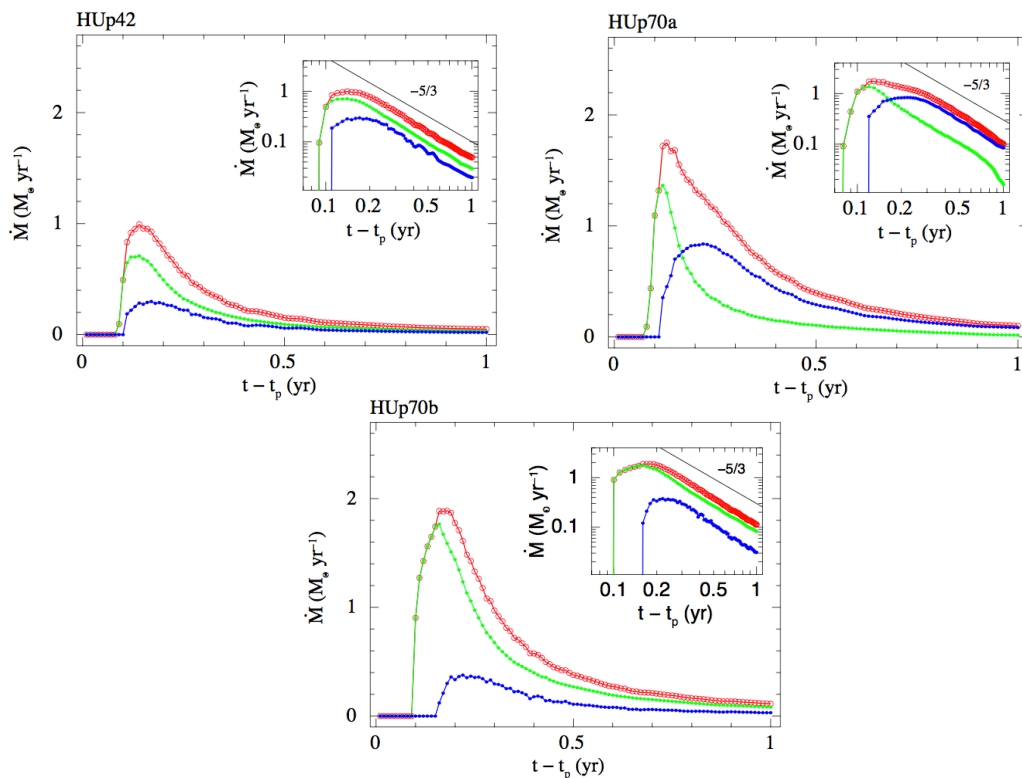 HUp42
2
1
0
Ṁ (M⊙ yr⁻¹)
0 0.5 1
t − tₚ (yr)
1
0.1
Ṁ (M⊙ yr⁻¹)
−5/3
0.1 0.2 0.5 1
t − tₚ (yr)
HUp70a
2
1
0
Ṁ (M⊙ yr⁻¹)
0 0.5 1
t − tₚ (yr)
1
0.1
Ṁ (M⊙ yr⁻¹)
−5/3
0.1 0.2 0.5 1
t − tₚ (yr)
HUp70b
2
1
0
Ṁ (M⊙ yr⁻¹)
0 0.5 1
t − tₚ (yr)
1
0.1
Ṁ (M⊙ yr⁻¹)
−5/3
0.1 0.2 0.5 1
t − tₚ (yr)